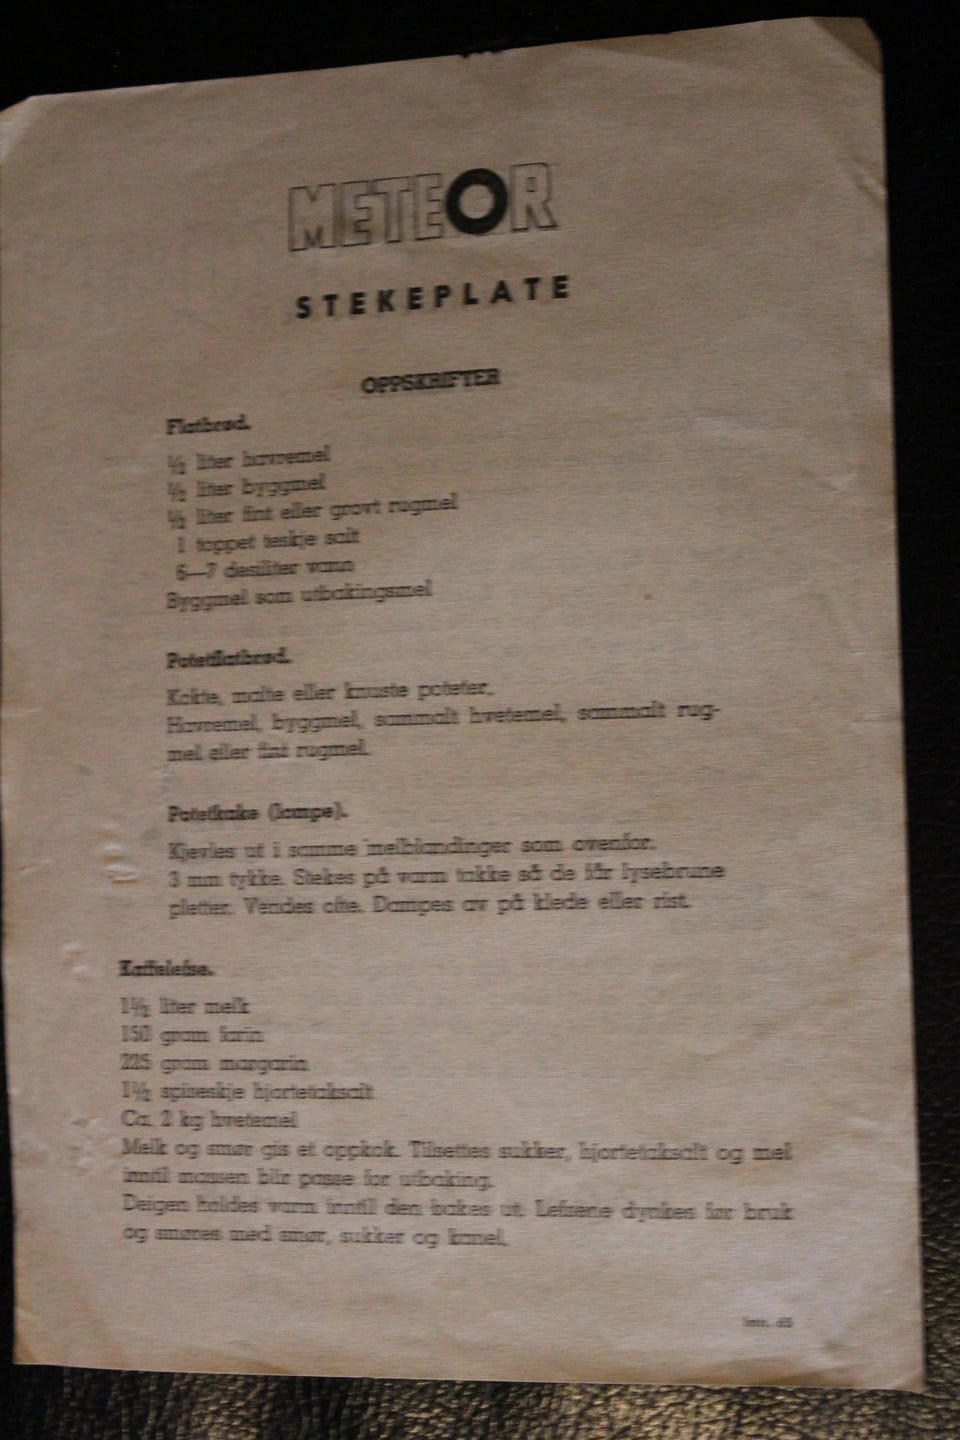 METEOR
STEKEPLATE
OPPSKRIFTER
Flatbrød.
½ liter havremel
½ liter byggmel
½ liter fint eller grovt rugmel
1 toppet teskje salt
6—7 desiliter vann
Byggmel som utbakingsmel
Potetflatbrød.
Kokte, malte eller knuste poteter.
Havremel, byggmel, sammalt hvetemel, sammalt rug-
mel eller fint rugmel.
Potetkake (lompe).
Kjevles ut i samme melblandinger som ovenfor.
3 mm tykke. Stekes på varm takke så de får lysebrune
pletter. Vendes ofte. Dampes av på klede eller rist.
Kaffelefse.
1½ liter melk
150 gram farin
225 gram margarin
1½ spiseskje hjortetaksalt
Ca. 2 kg hvetemel
Melk og smør gis et oppkok. Tilsettes sukker, hjortetaksalt og mel
inntil massen blir passe for utbaking.
Deigen holdes varm inntil den bakes ut. Lefsene dynkes før bruk
og smøres med smør, sukker og kanel.